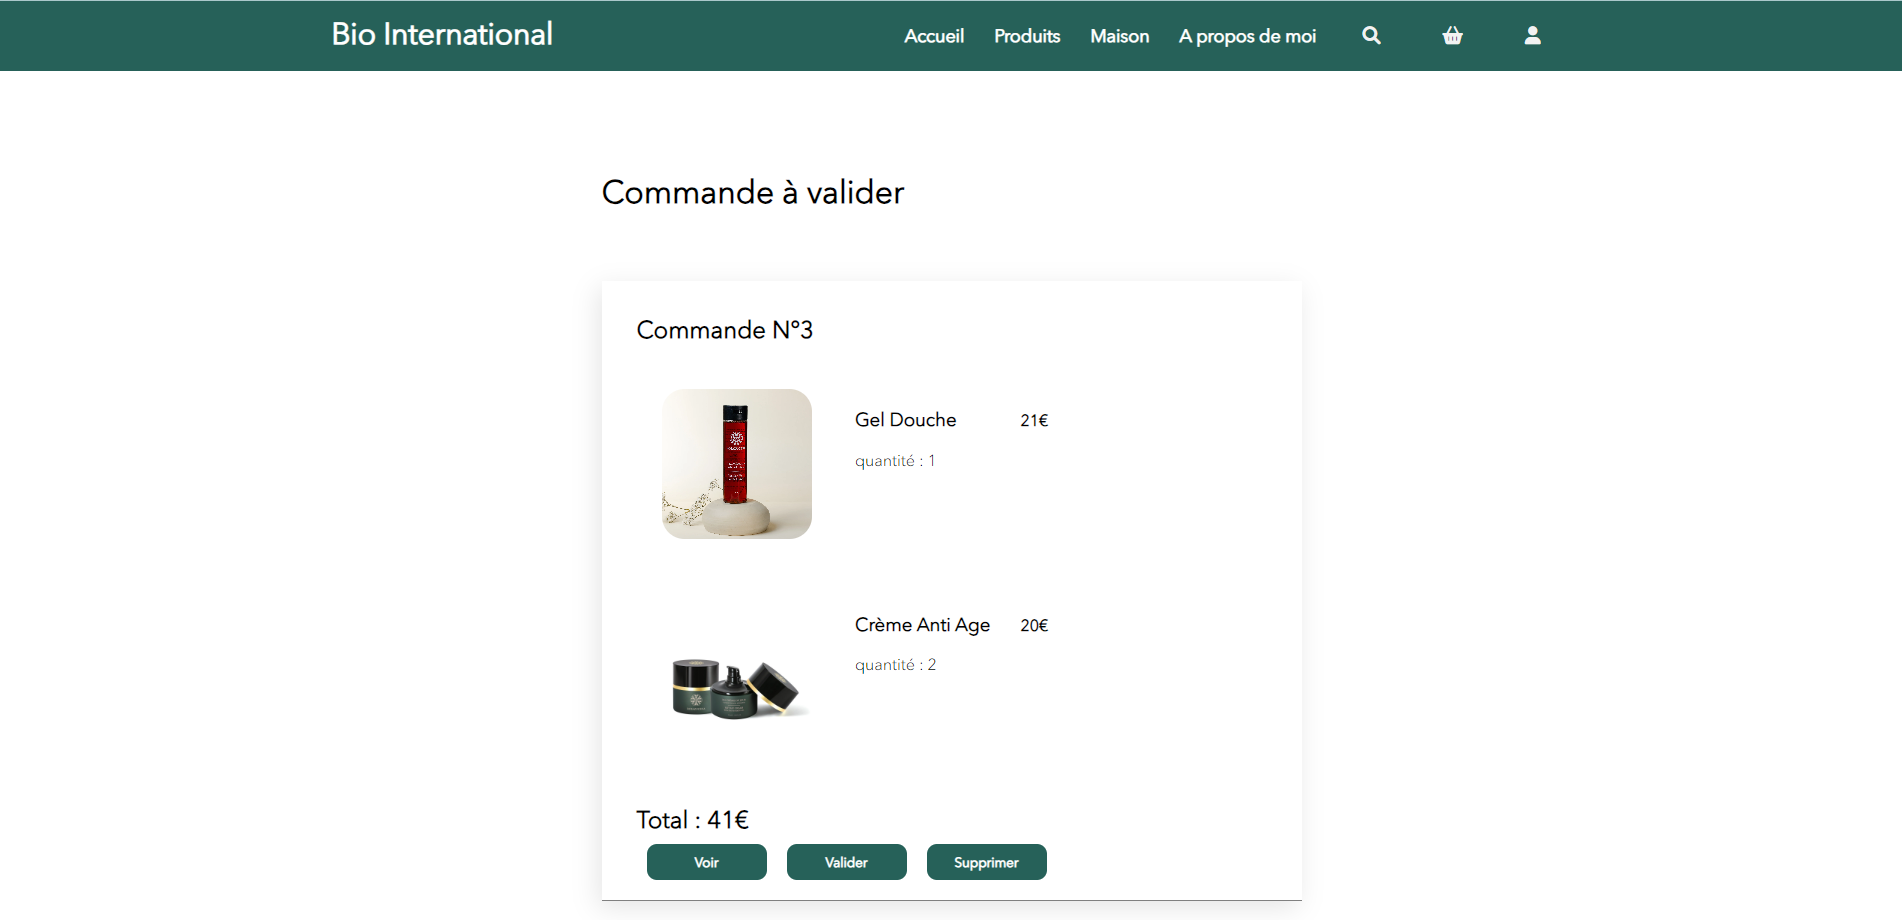 Bio International
Accueil Produits Maison A propos de moi
Commande à valider
Commande N°3
Gel Douche 21€
quantité : 1
Crème Anti Age 20€
quantité : 2
Total : 41€
Voir Valider Supprimer